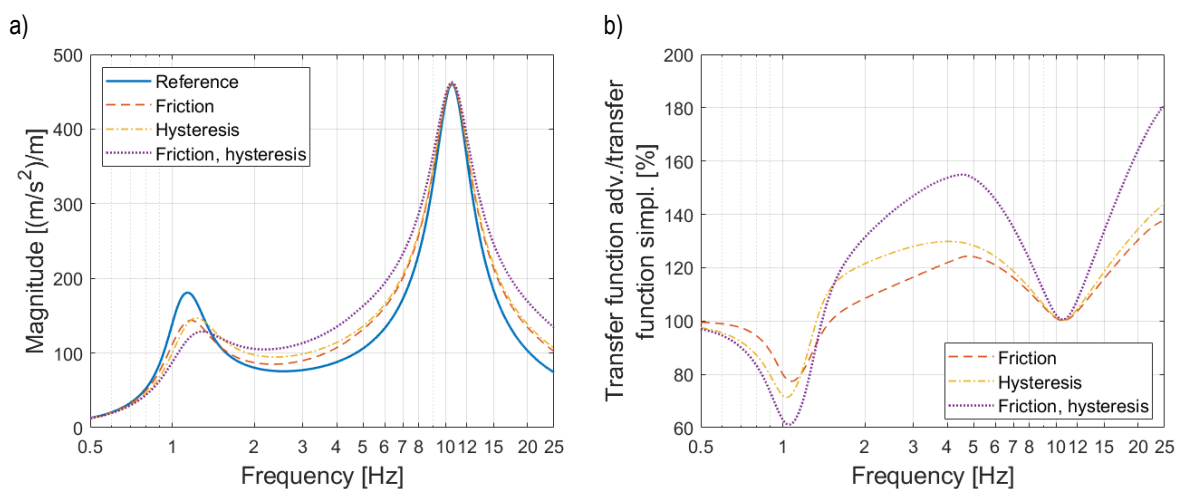 a)
500
400
300
200
100
0
Magnitude [(m/s²)/m]
Reference
Friction
Hysteresis
Friction, hysteresis
0.5 1 2 3 4 5 6 7 8 10 12 15 20 25
Frequency [Hz]
b)
200
180
160
140
120
100
80
60
Transfer function adv./transfer
function simpl. [%]
Friction
Hysteresis
Friction, hysteresis
0.5 1 2 3 4 5 6 7 8 10 12 15 20 25
Frequency [Hz]